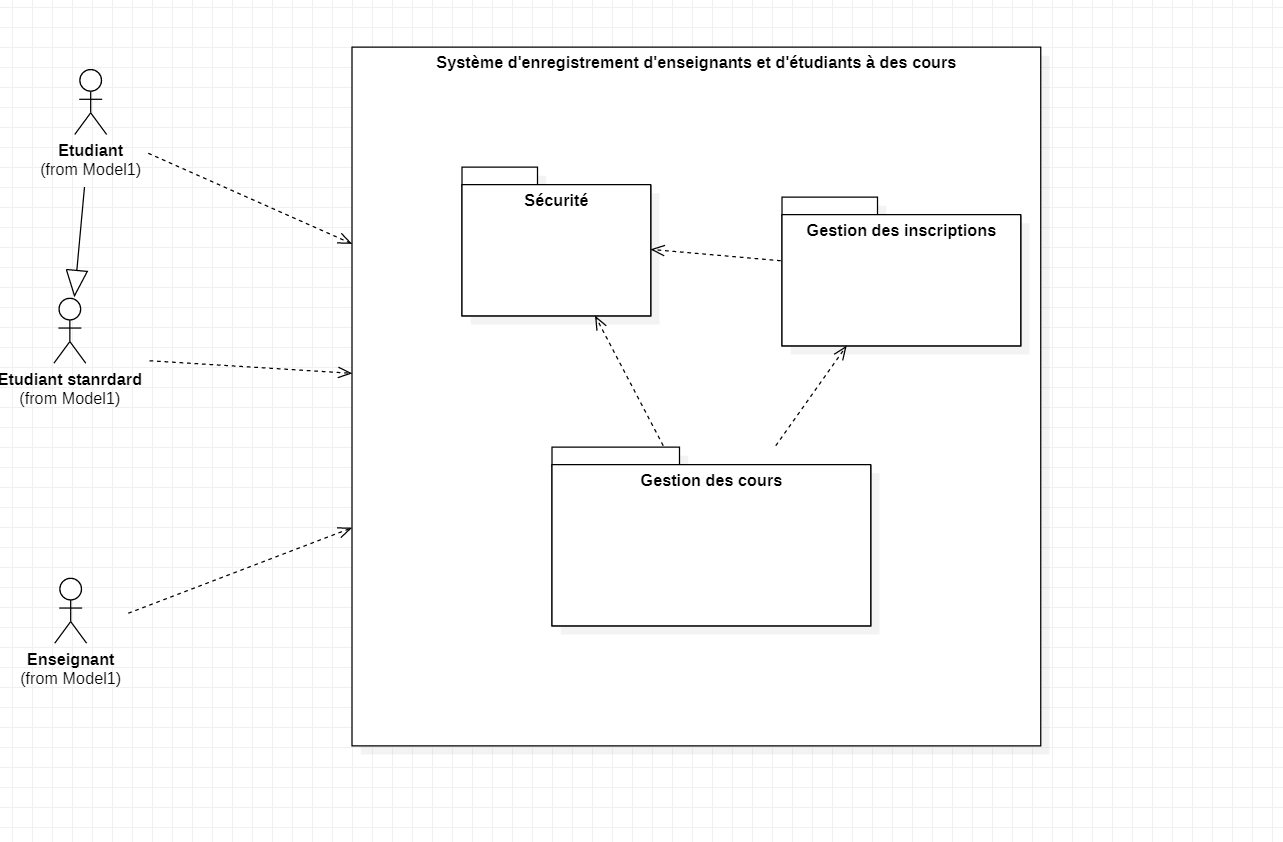 Système d'enregistrement d'enseignants et d'étudiants à des cours
Etudiant
(from Model1)
Sécurité
Gestion des inscriptions
Etudiant stanrdard
(from Model1)
Gestion des cours
Enseignant
(from Model1)